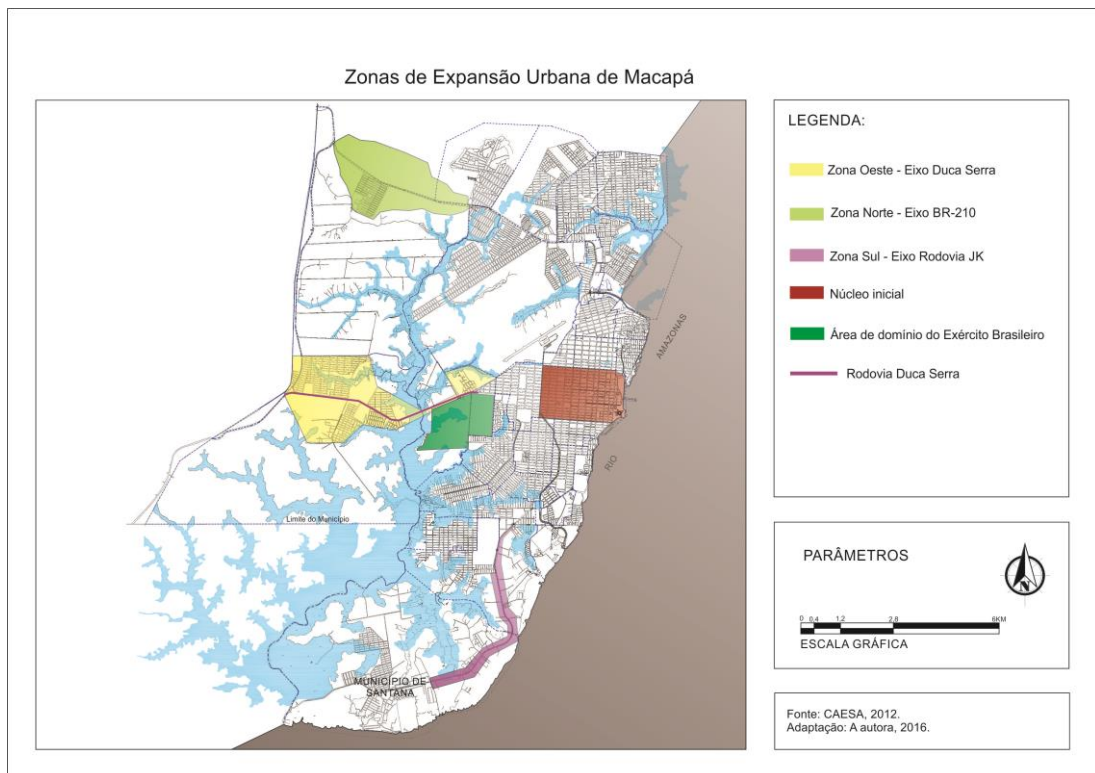 Zonas de Expansão Urbana de Macapá
AMAZONAS
RIO
Limite do Município
MUNICÍPIO DE
SANTANA
LEGENDA:
Zona Oeste - Eixo Duca Serra
Zona Norte - Eixo BR-210
Zona Sul - Eixo Rodovia JK
Núcleo inicial
Área de domínio do Exército Brasileiro
Rodovia Duca Serra
PARÂMETROS
N
0 0,4 1,2 2,8 6KM
ESCALA GRÁFICA
Fonte: CAESA, 2012.
Adaptação: A autora, 2016.